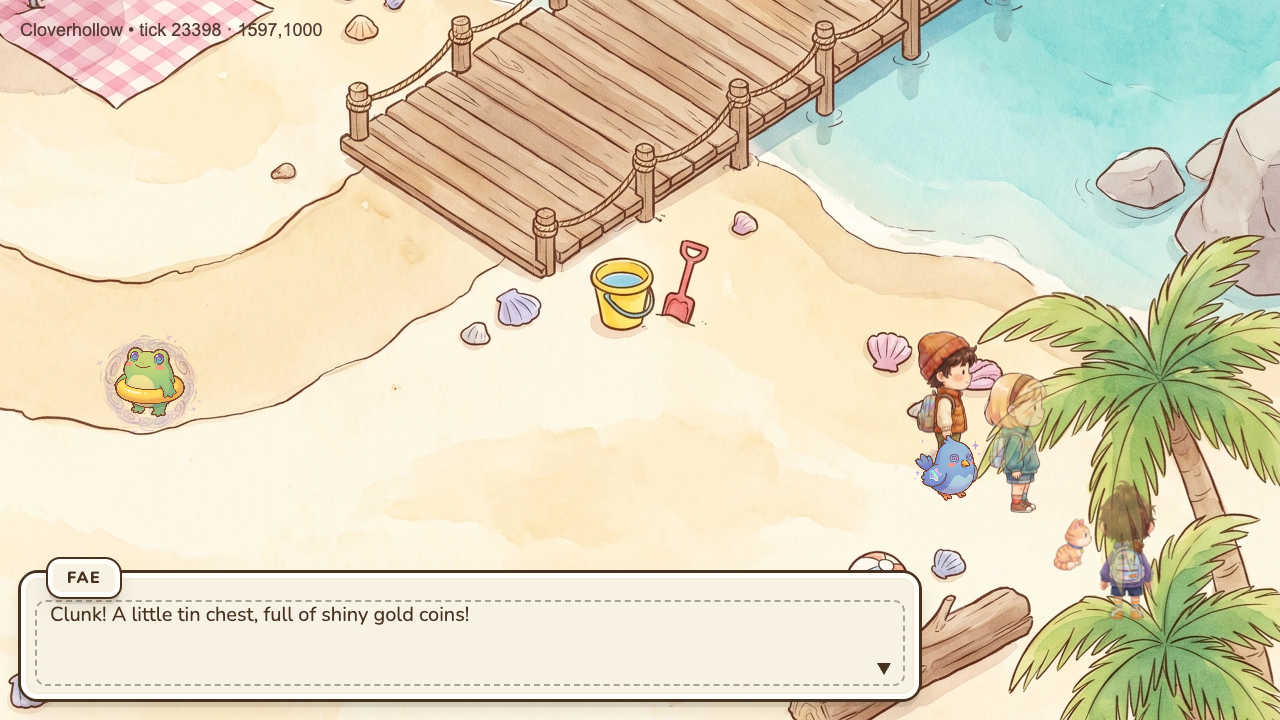 Cloverhollow • tick 23398 · 1597,1000
FAE
Clunk! A little tin chest, full of shiny gold coins!